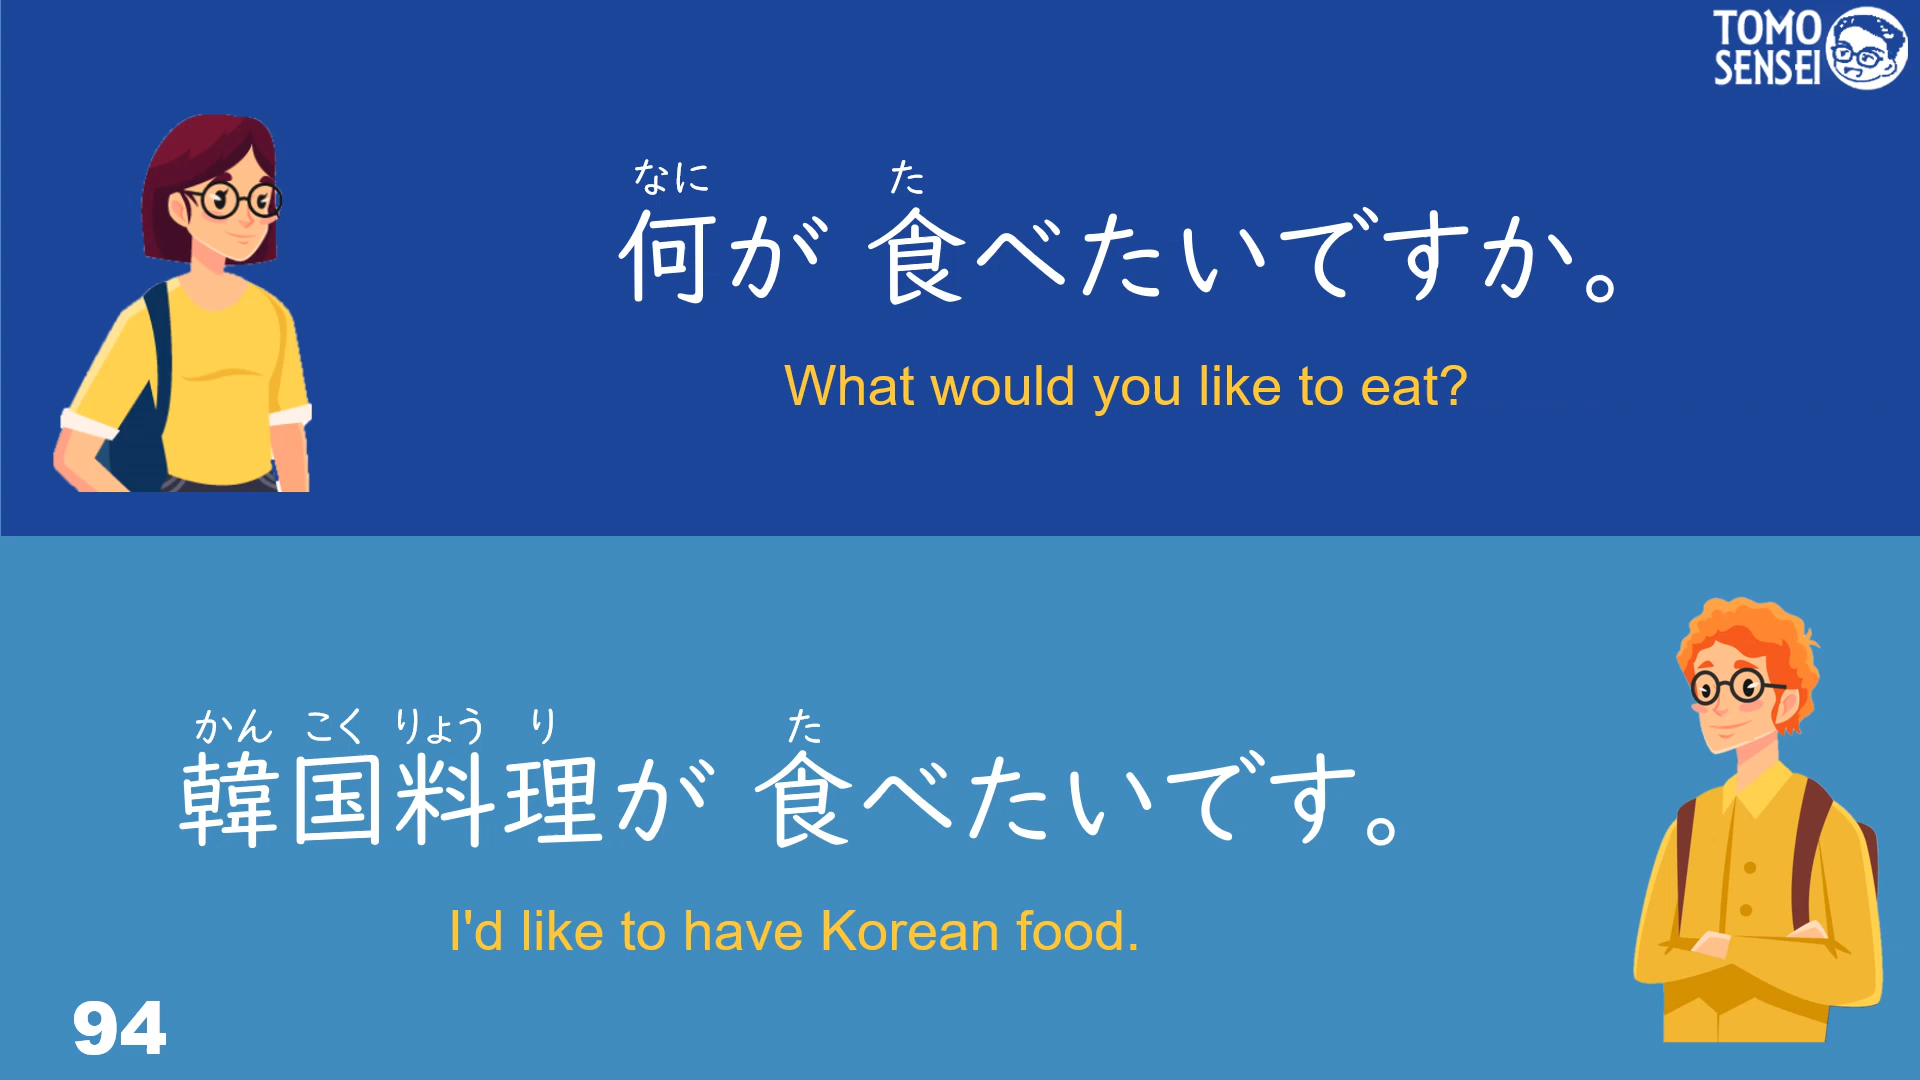 TOMO
SENSEI
なに た
何が 食べたいですか。
What would you like to eat?
かん こく りょう り た
韓国料理が 食べたいです。
I'd like to have Korean food.
94